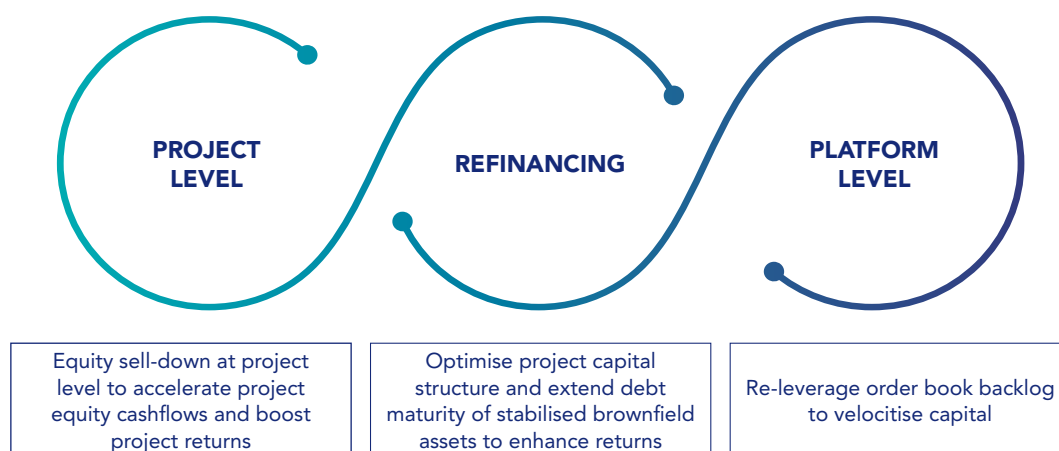 PROJECT
LEVEL
REFINANCING
PLATFORM
LEVEL
Equity sell-down at project
level to accelerate project
equity cashflows and boost
project returns
Optimise project capital
structure and extend debt
maturity of stabilised brownfield
assets to enhance returns
Re-leverage order book backlog
to velocitise capital